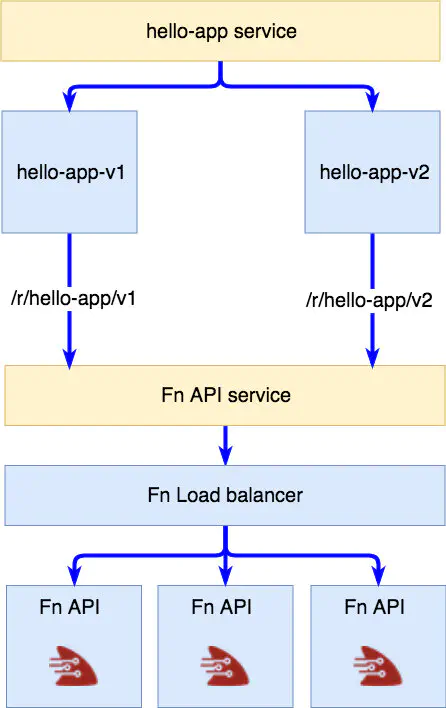 hello-app service
hello-app-v1
hello-app-v2
/r/hello-app/v1
/r/hello-app/v2
Fn API service
Fn Load balancer
Fn API
Fn API
Fn API